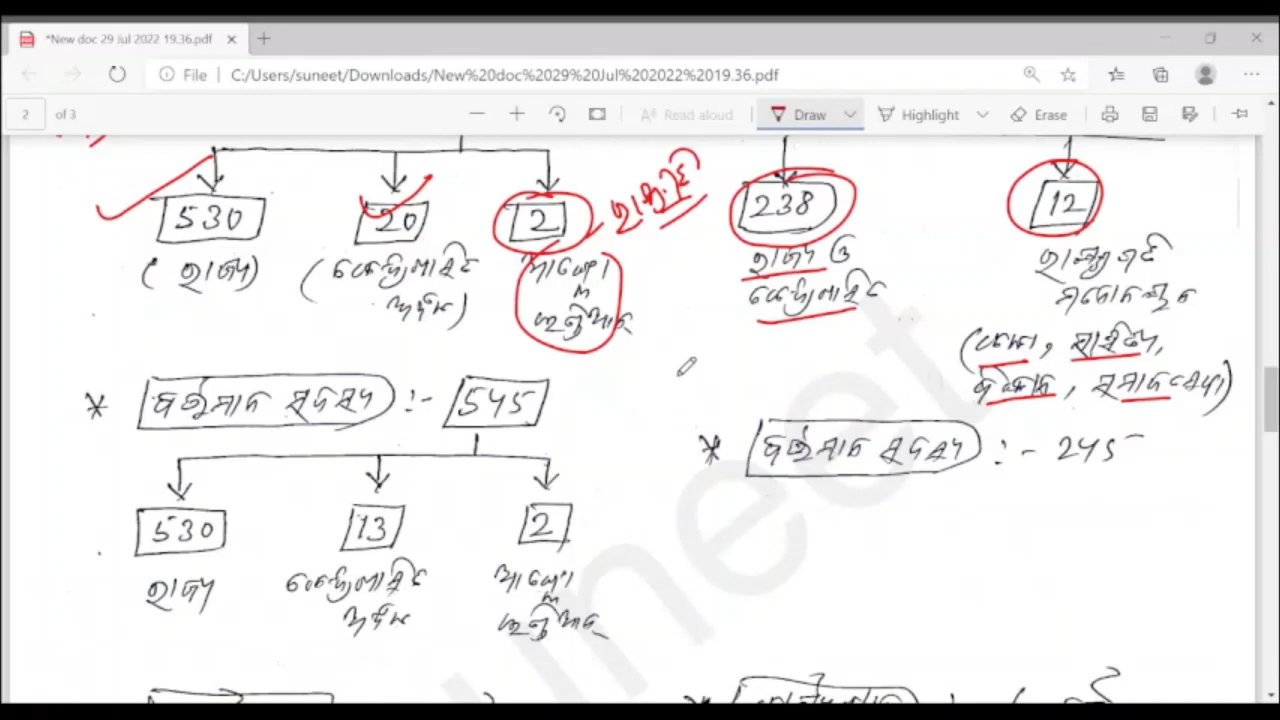 *New doc 29 Jul 2022 19.36.pdf
File C:/Users/suneet/Downloads/New%20doc%2029%20Jul%202022%2019.36.pdf
2 of 3 Read aloud Draw Highlight Erase
530 20 2 ରାଷ୍ଟ୍ରପତି 238 12
( ରାଜ୍ୟ) (କେନ୍ଦ୍ରଶାସିତ ଅଞ୍ଚଳ) ଆଙ୍ଗ୍ଲୋ ଇଣ୍ଡିଆନ୍
ରାଜ୍ୟ ଓ କେନ୍ଦ୍ରଶାସିତ
ରାଷ୍ଟ୍ରପତି ମନୋନୀତ
(କଳା, ସାହିତ୍ୟ,
ବିଜ୍ଞାନ, ସମାଜସେବା)
* ବର୍ତ୍ତମାନ ସଦସ୍ୟ :- 545
* ବର୍ତ୍ତମାନ ସଦସ୍ୟ :- 245
530 13 2
ରାଜ୍ୟ କେନ୍ଦ୍ରଶାସିତ ଅଞ୍ଚଳ ଆଙ୍ଗ୍ଲୋ ଇଣ୍ଡିଆନ୍
uneet